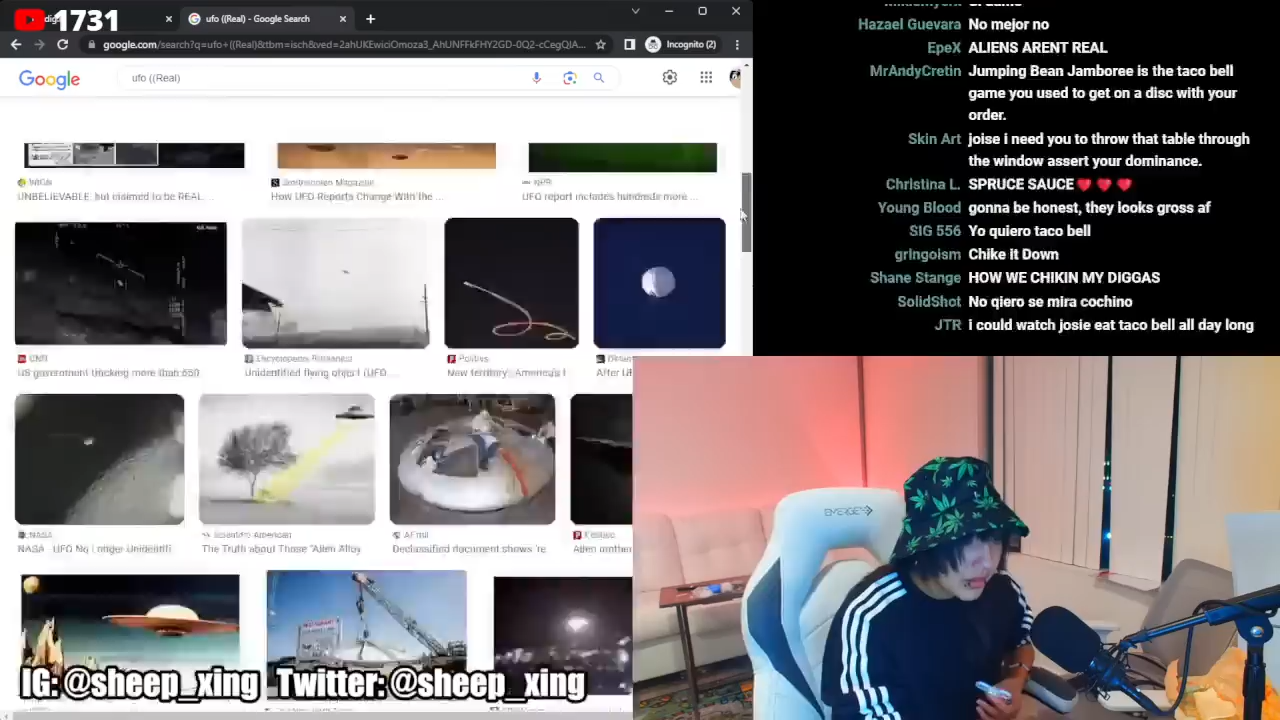 1731
ufo ((Real) - Google Search
google.com/search?q=ufo+((Real)&tbm=isch&ved=2ahUKEwiciOmoza3_AhUNFFkFHY2GD-0Q2-cCegQIA...
Incognito (2)
Google
ufo ((Real)
UNBELIEVABLE, but claimed to be REAL ...
Smithsonian Magazine
How UFO Reports Change With the ...
NPR
UFO report includes hundreds more ...
CNN
US government tracking more than 650
Encyclopedia Britannica
Unidentified flying object (UFO ...
Politico
New territory: America's
After U
NASA
NASA UFO No Longer Unidentifi
Scientific American
The Truth about Those "Alien Alloy
Declassified document shows 're
Alien mother
IG: @sheep_xing Twitter: @sheep_xing
Hazael Guevara No mejor no
EpeX ALIENS ARENT REAL
MrAndyCretin Jumping Bean Jamboree is the taco bell
game you used to get on a disc with your
order.
Skin Art joise i need you to throw that table through
the window assert your dominance.
Christina L. SPRUCE SAUCE❤️❤️❤️
Young Blood gonna be honest, they looks gross af
SIG 556 Yo quiero taco bell
gringoism Chike it Down
Shane Stange HOW WE CHIKIN MY DIGGAS
SolidShot No qiero se mira cochino
JTR i could watch josie eat taco bell all day long
EMERGE